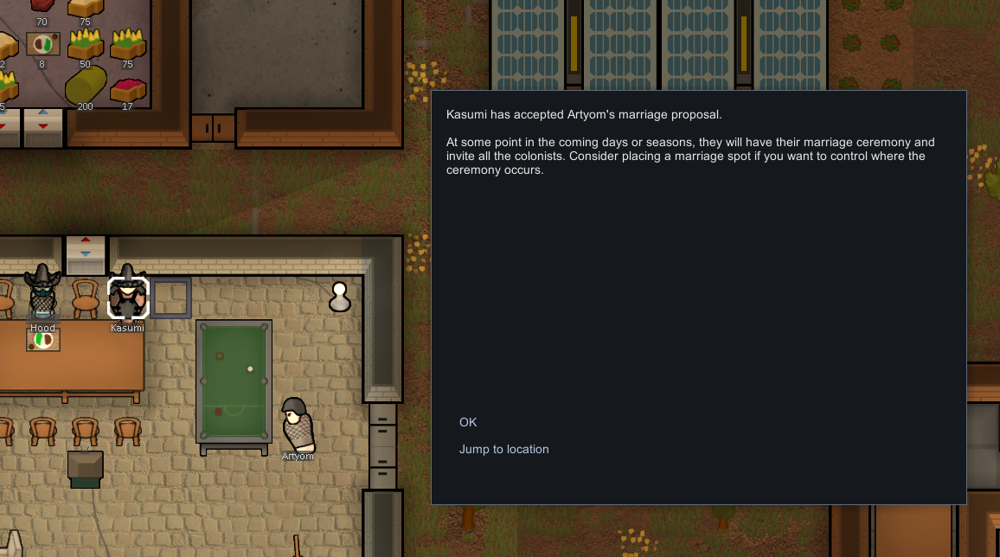 70 75
2 8 50 75
5 200 17
Kasumi has accepted Artyom's marriage proposal.
At some point in the coming days or seasons, they will have their marriage ceremony and
invite all the colonists. Consider placing a marriage spot if you want to control where the
ceremony occurs.
Hood Kasumi
OK
Jump to location
Artyom